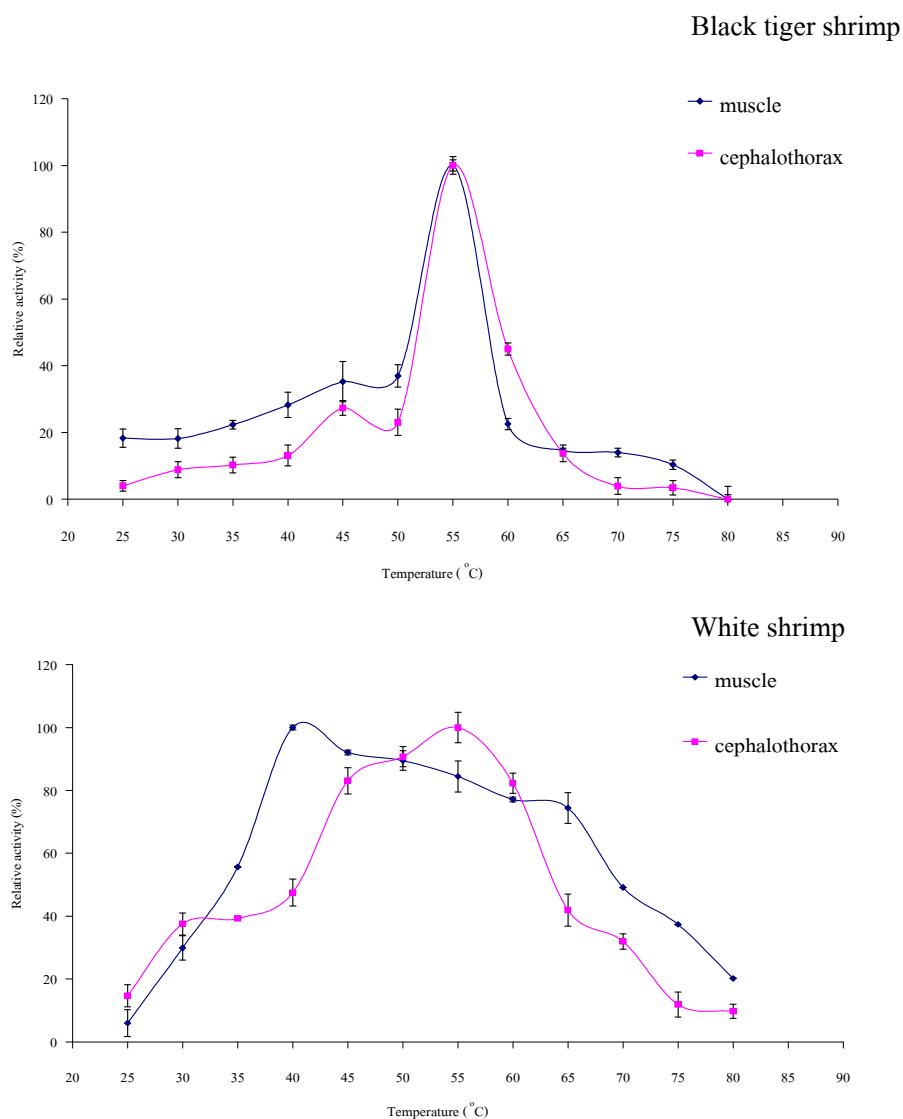 Black tiger shrimp
120
muscle
100
cephalothorax
80
60
40
20
0
Relative activity (%)
20 25 30 35 40 45 50 55 60 65 70 75 80 85 90
Temperature (°C)
White shrimp
120
muscle
100
cephalothorax
80
60
40
20
0
Relative activity (%)
20 25 30 35 40 45 50 55 60 65 70 75 80 85 90
Temperature (°C)